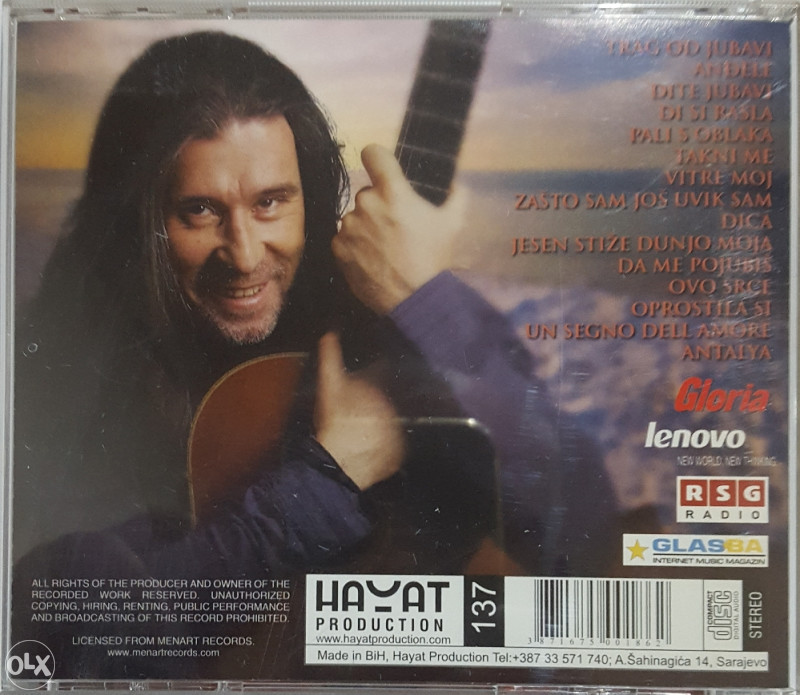 TRAG OD JUBAVI
ANĐELE
DITE JUBAVI
DI SI PASLA
PALI S OBLAKA
TAKNI ME
VITRE MOJ
ZAŠTO SAM JOŠ UVIK SAM
DICA
JESEN STIŽE DUNJO MOJA
DA ME POJUBIŠ
OVO SRCE
OPROSTILA SI
UN SEGNO DELL AMORE
ANTALYA
Gloria
lenovo
NEW WORLD. NEW THINKING.
RSG
RADIO
GLASBA
INTERNET MUSIC MAGAZIN
ALL RIGHTS OF THE PRODUCER AND OWNER OF THE
RECORDED WORK RESERVED. UNAUTHORIZED
COPYING, HIRING, RENTING, PUBLIC PERFORMANCE
AND BROADCASTING OF THIS RECORD PROHIBITED.
LICENSED FROM MENART RECORDS.
www.menartrecords.com
HAYAT
PRODUCTION
www.hayatproduction.com
137
3871675001862
COMPACT
disc
DIGITAL AUDIO
STEREO
Made in BiH, Hayat Production Tel:+387 33 571 740; A.Šahinagića 14, Sarajevo
OLX